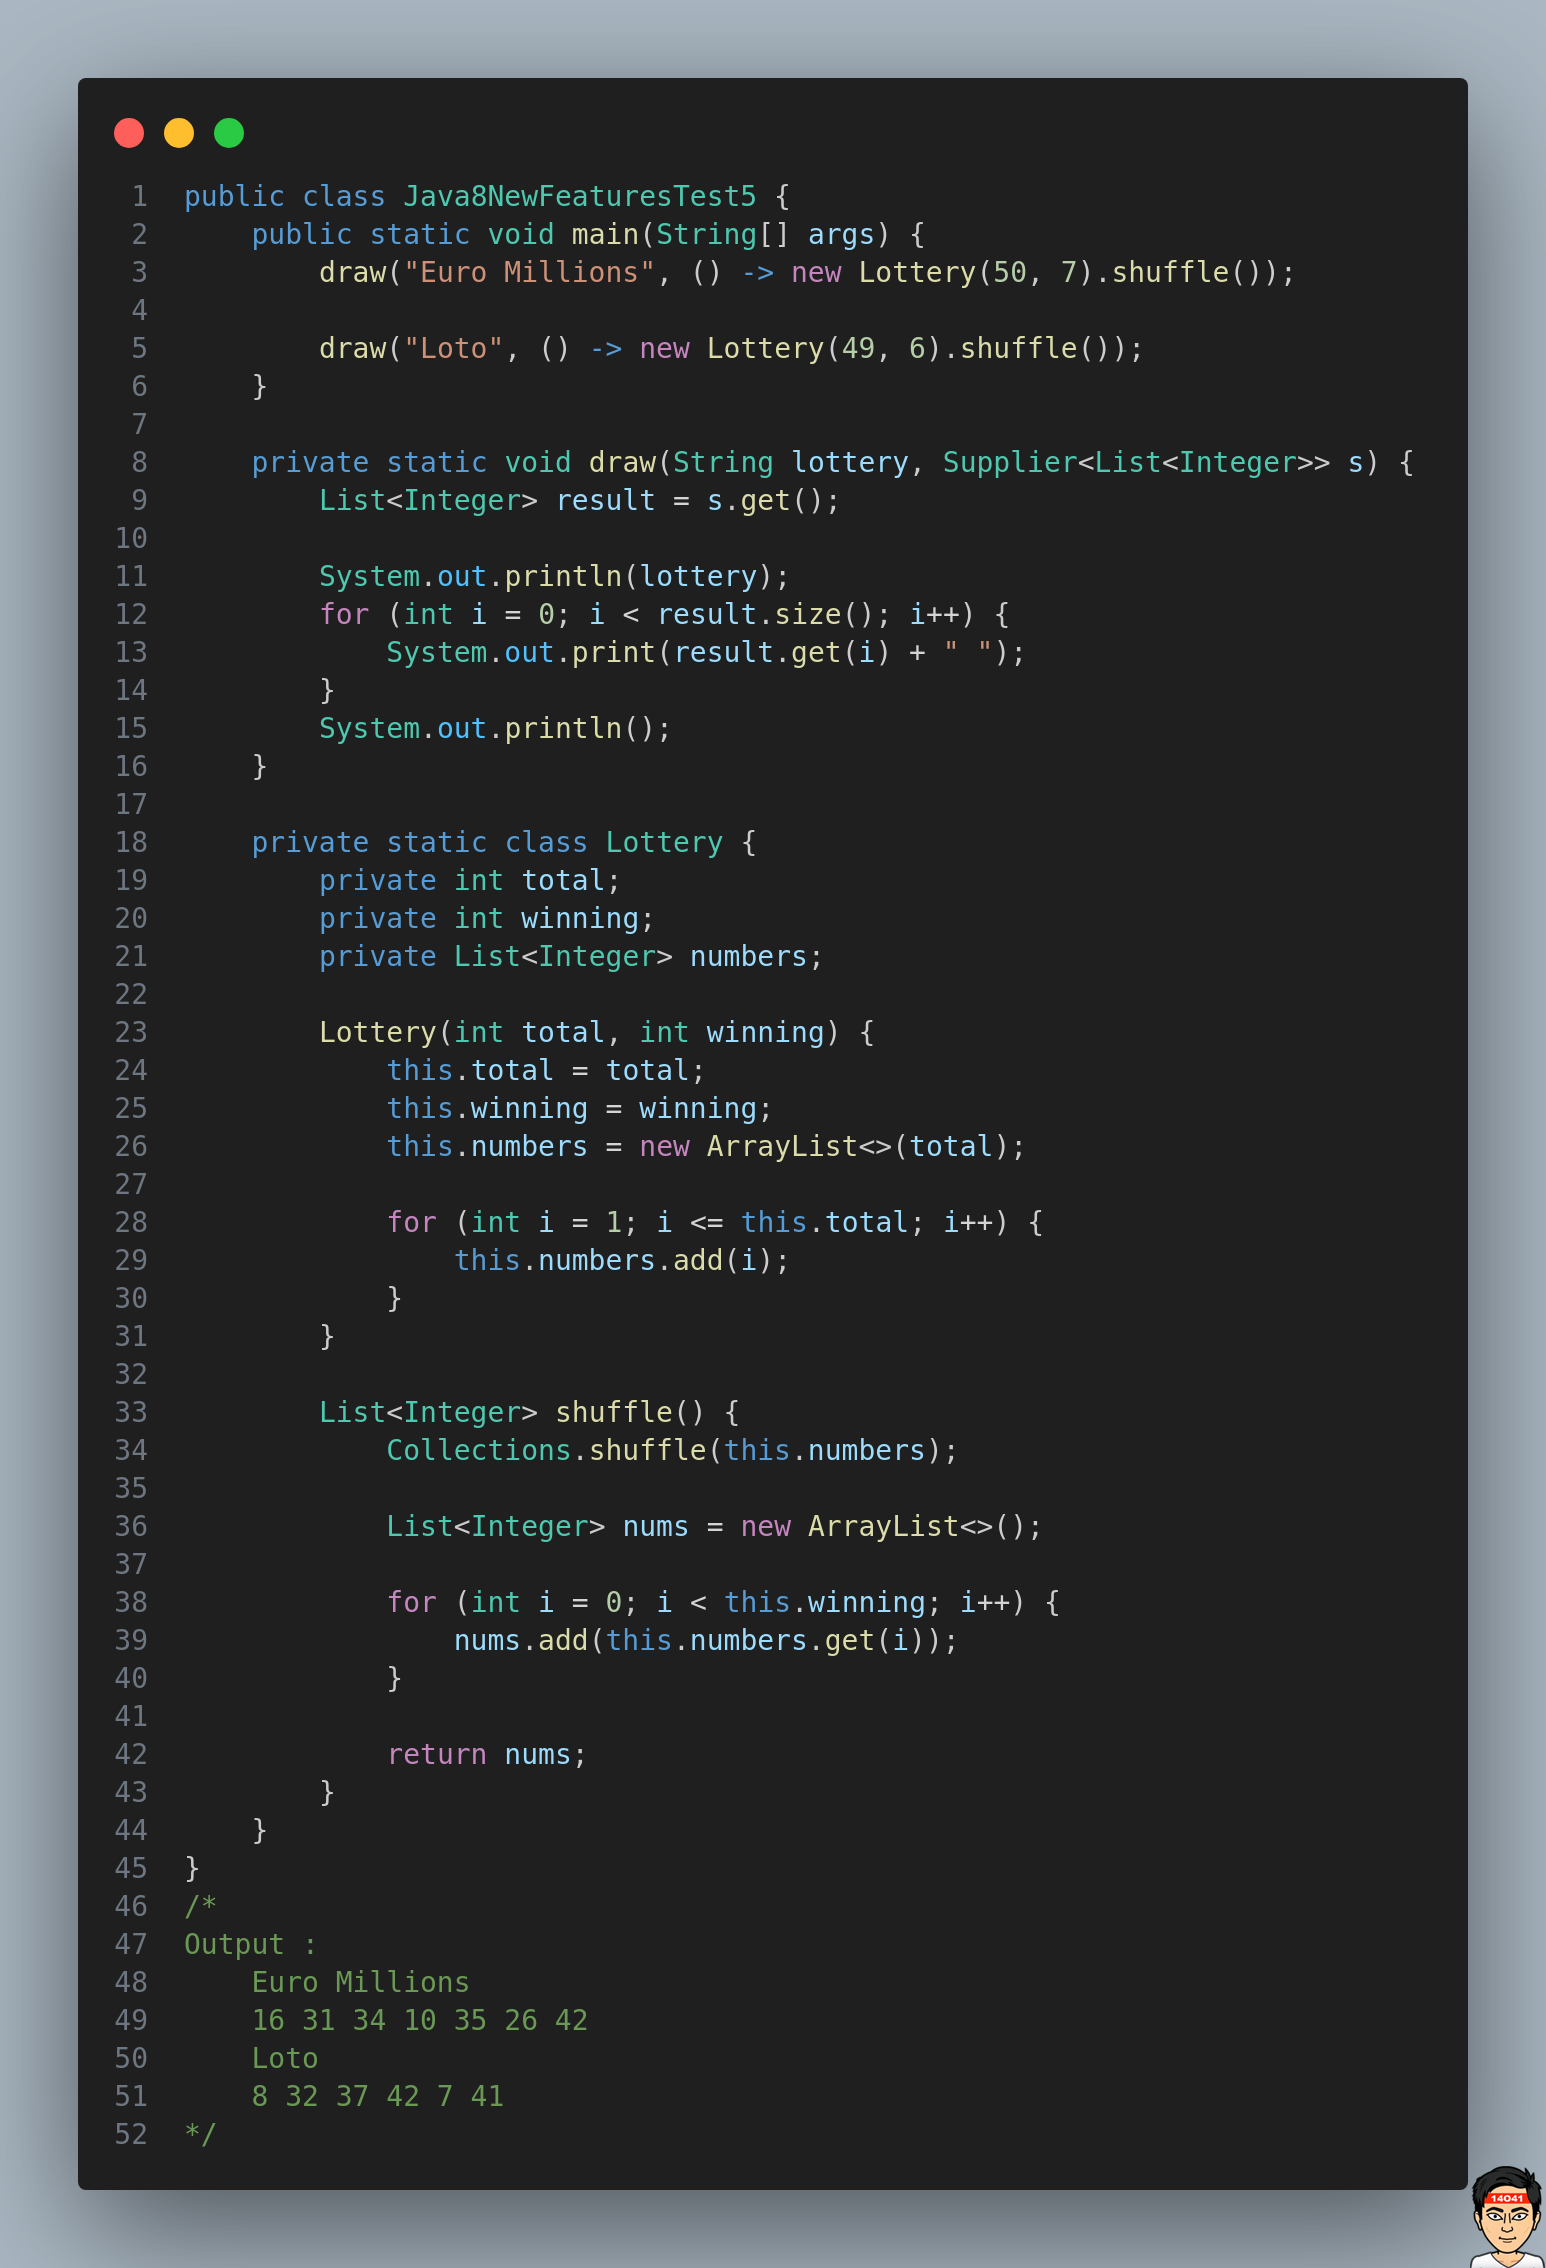 1 public class Java8NewFeaturesTest5 {
2     public static void main(String[] args) {
3         draw("Euro Millions", () -> new Lottery(50, 7).shuffle());
4
5         draw("Loto", () -> new Lottery(49, 6).shuffle());
6     }
7
8     private static void draw(String lottery, Supplier<List<Integer>> s) {
9         List<Integer> result = s.get();
10
11         System.out.println(lottery);
12         for (int i = 0; i < result.size(); i++) {
13             System.out.print(result.get(i) + " ");
14         }
15         System.out.println();
16     }
17
18     private static class Lottery {
19         private int total;
20         private int winning;
21         private List<Integer> numbers;
22
23         Lottery(int total, int winning) {
24             this.total = total;
25             this.winning = winning;
26             this.numbers = new ArrayList<>(total);
27
28             for (int i = 1; i <= this.total; i++) {
29                 this.numbers.add(i);
30             }
31         }
32
33         List<Integer> shuffle() {
34             Collections.shuffle(this.numbers);
35
36             List<Integer> nums = new ArrayList<>();
37
38             for (int i = 0; i < this.winning; i++) {
39                 nums.add(this.numbers.get(i));
40             }
41
42             return nums;
43         }
44     }
45 }
46 /*
47 Output :
48     Euro Millions
49     16 31 34 10 35 26 42
50     Loto
51     8 32 37 42 7 41
52 */
14041